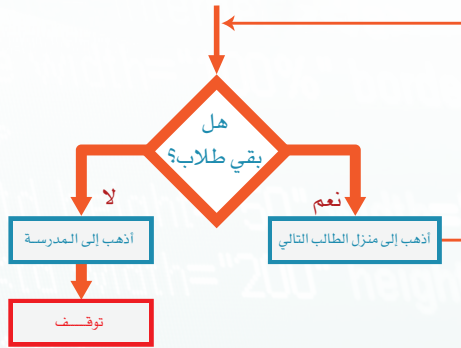 هل
بقي طلاب؟
نعم
لا
أذهب إلى منزل الطالب التالي
أذهب إلى المدرسة
توقف